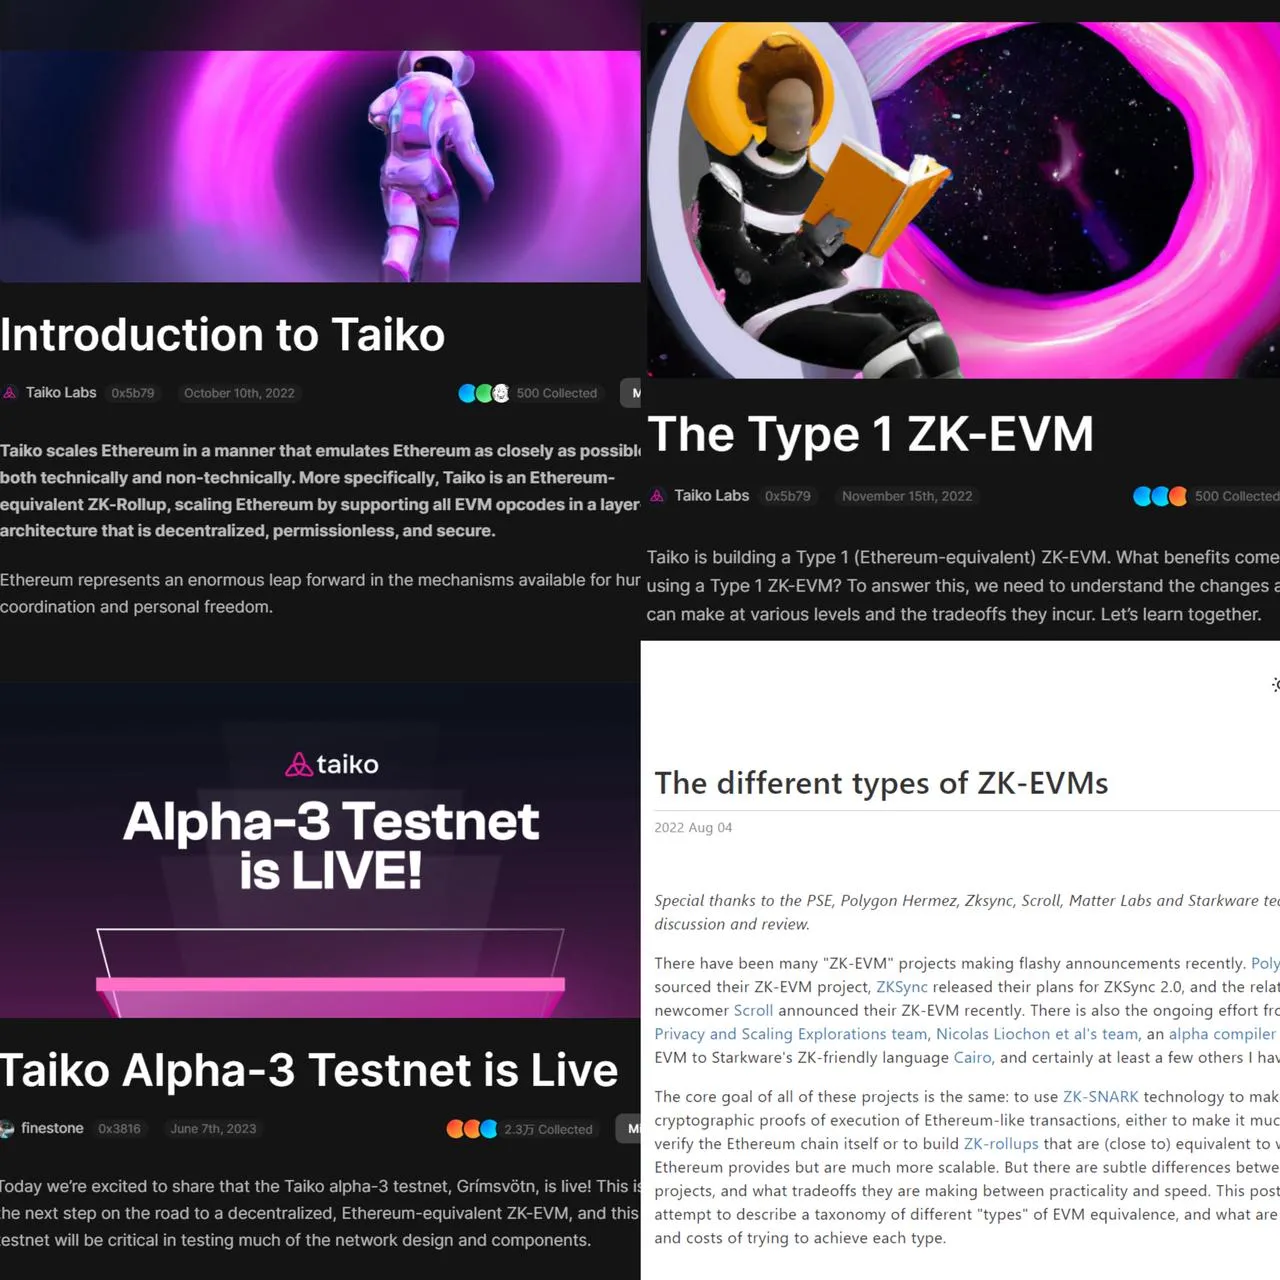 Introduction to Taiko
Taiko Labs 0x5b79 October 10th, 2022 500 Collected
Taiko scales Ethereum in a manner that emulates Ethereum as closely as possible
both technically and non-technically. More specifically, Taiko is an Ethereum-
equivalent ZK-Rollup, scaling Ethereum by supporting all EVM opcodes in a layer-
architecture that is decentralized, permissionless, and secure.
Ethereum represents an enormous leap forward in the mechanisms available for hu
coordination and personal freedom.
The Type 1 ZK-EVM
Taiko Labs 0x5b79 November 15th, 2022 500 Collected
Taiko is building a Type 1 (Ethereum-equivalent) ZK-EVM. What benefits come
using a Type 1 ZK-EVM? To answer this, we need to understand the changes a
can make at various levels and the tradeoffs they incur. Let’s learn together.
taiko
Alpha-3 Testnet
is LIVE!
Taiko Alpha-3 Testnet is Live
finestone 0x3816 June 7th, 2023 2.3万 Collected Mi
Today we’re excited to share that the Taiko alpha-3 testnet, Grímsvötn, is live! This is
the next step on the road to a decentralized, Ethereum-equivalent ZK-EVM, and this
testnet will be critical in testing much of the network design and components.
The different types of ZK-EVMs
2022 Aug 04
Special thanks to the PSE, Polygon Hermez, Zksync, Scroll, Matter Labs and Starkware te
discussion and review.
There have been many "ZK-EVM" projects making flashy announcements recently. Poly
sourced their ZK-EVM project, ZKSync released their plans for ZKSync 2.0, and the relat
newcomer Scroll announced their ZK-EVM recently. There is also the ongoing effort fro
Privacy and Scaling Explorations team, Nicolas Liochon et al's team, an alpha compiler
EVM to Starkware's ZK-friendly language Cairo, and certainly at least a few others I hav
The core goal of all of these projects is the same: to use ZK-SNARK technology to mak
cryptographic proofs of execution of Ethereum-like transactions, either to make it muc
verify the Ethereum chain itself or to build ZK-rollups that are (close to) equivalent to w
Ethereum provides but are much more scalable. But there are subtle differences betwe
projects, and what tradeoffs they are making between practicality and speed. This post
attempt to describe a taxonomy of different "types" of EVM equivalence, and what are
and costs of trying to achieve each type.